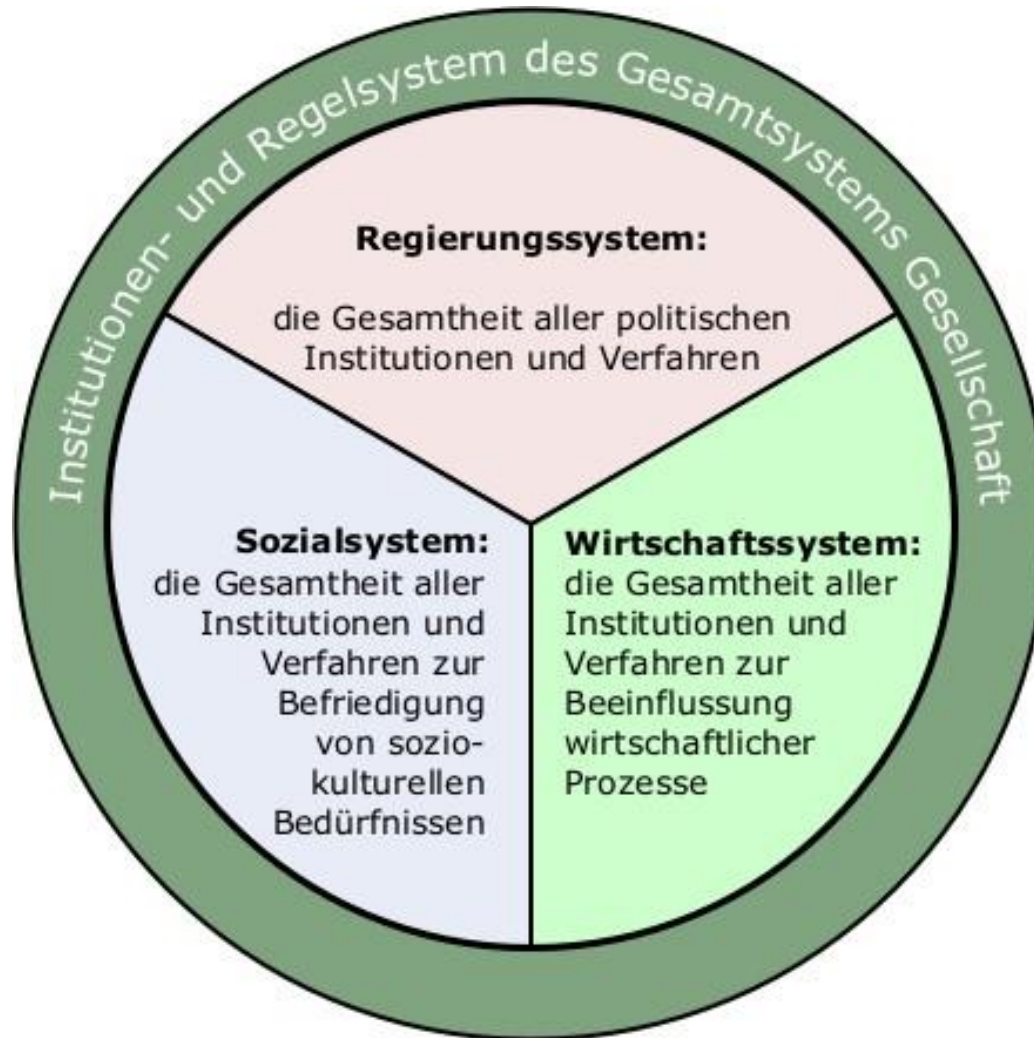 Institutionen- und Regelsystem des Gesamtsystems Gesellschaft
Regierungssystem:
die Gesamtheit aller politischen
Institutionen und Verfahren
Sozialsystem:
die Gesamtheit aller
Institutionen und
Verfahren zur
Befriedigung
von sozio-
kulturellen
Bedürfnissen
Wirtschaftssystem:
die Gesamtheit aller
Institutionen und
Verfahren zur
Beeinflussung
wirtschaftlicher
Prozesse